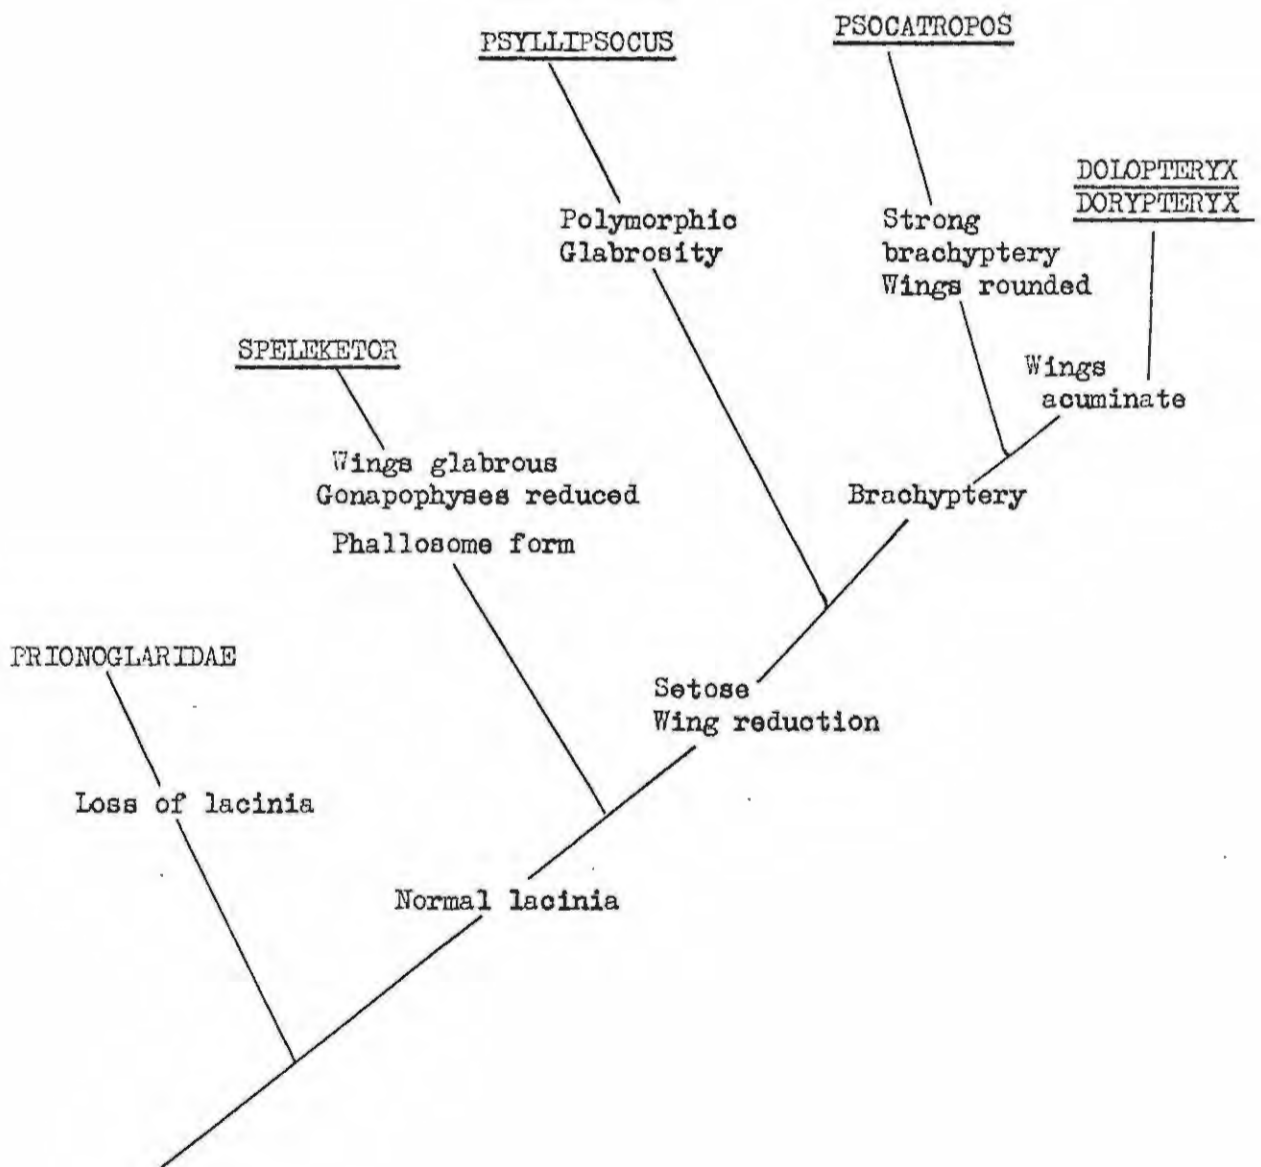 PSOCATROPOS
PSYLLIPSOCUS
DOLOPTERYX
DORYPTERYX
Polymorphic
Glabrosity
Strong
brachyptery
Wings rounded
SPELEKETOR
Wings
acuminate
Wings glabrous
Gonapophyses reduced
Phallosome form
Brachyptery
PRIONOGLARIDAE
Setose
Wing reduction
Loss of lacinia
Normal lacinia